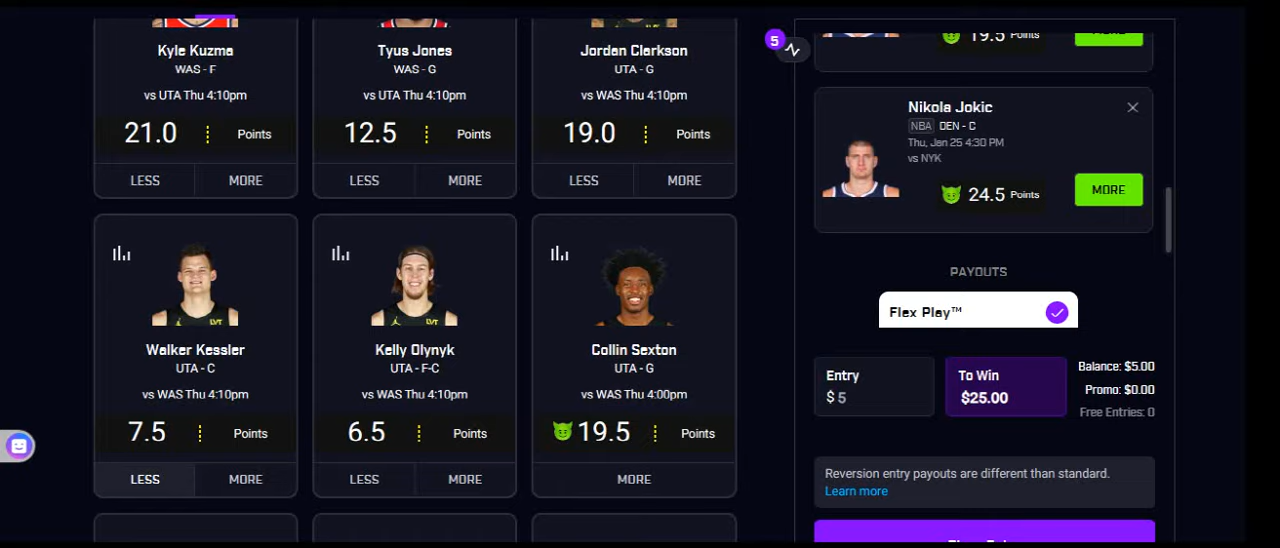 Kyle Kuzma
WAS - F
vs UTA Thu 4:10pm
21.0 Points
LESS MORE
Tyus Jones
WAS - G
vs UTA Thu 4:10pm
12.5 Points
LESS MORE
Jordan Clarkson
UTA - G
vs WAS Thu 4:10pm
19.0 Points
LESS MORE
Walker Kessler
UTA - C
vs WAS Thu 4:10pm
7.5 Points
LESS MORE
Kelly Olynyk
UTA - F-C
vs WAS Thu 4:10pm
6.5 Points
LESS MORE
Collin Sexton
UTA - G
vs WAS Thu 4:00pm
19.5 Points
MORE
5
19.5 Points
Nikola Jokic
NBA DEN - C
Thu, Jan 25 4:30 PM
vs NYK
24.5 Points
MORE
PAYOUTS
Flex Play™
Entry
$ 5
To Win
$25.00
Balance: $5.00
Promo: $0.00
Free Entries: 0
Reversion entry payouts are different than standard.
Learn more